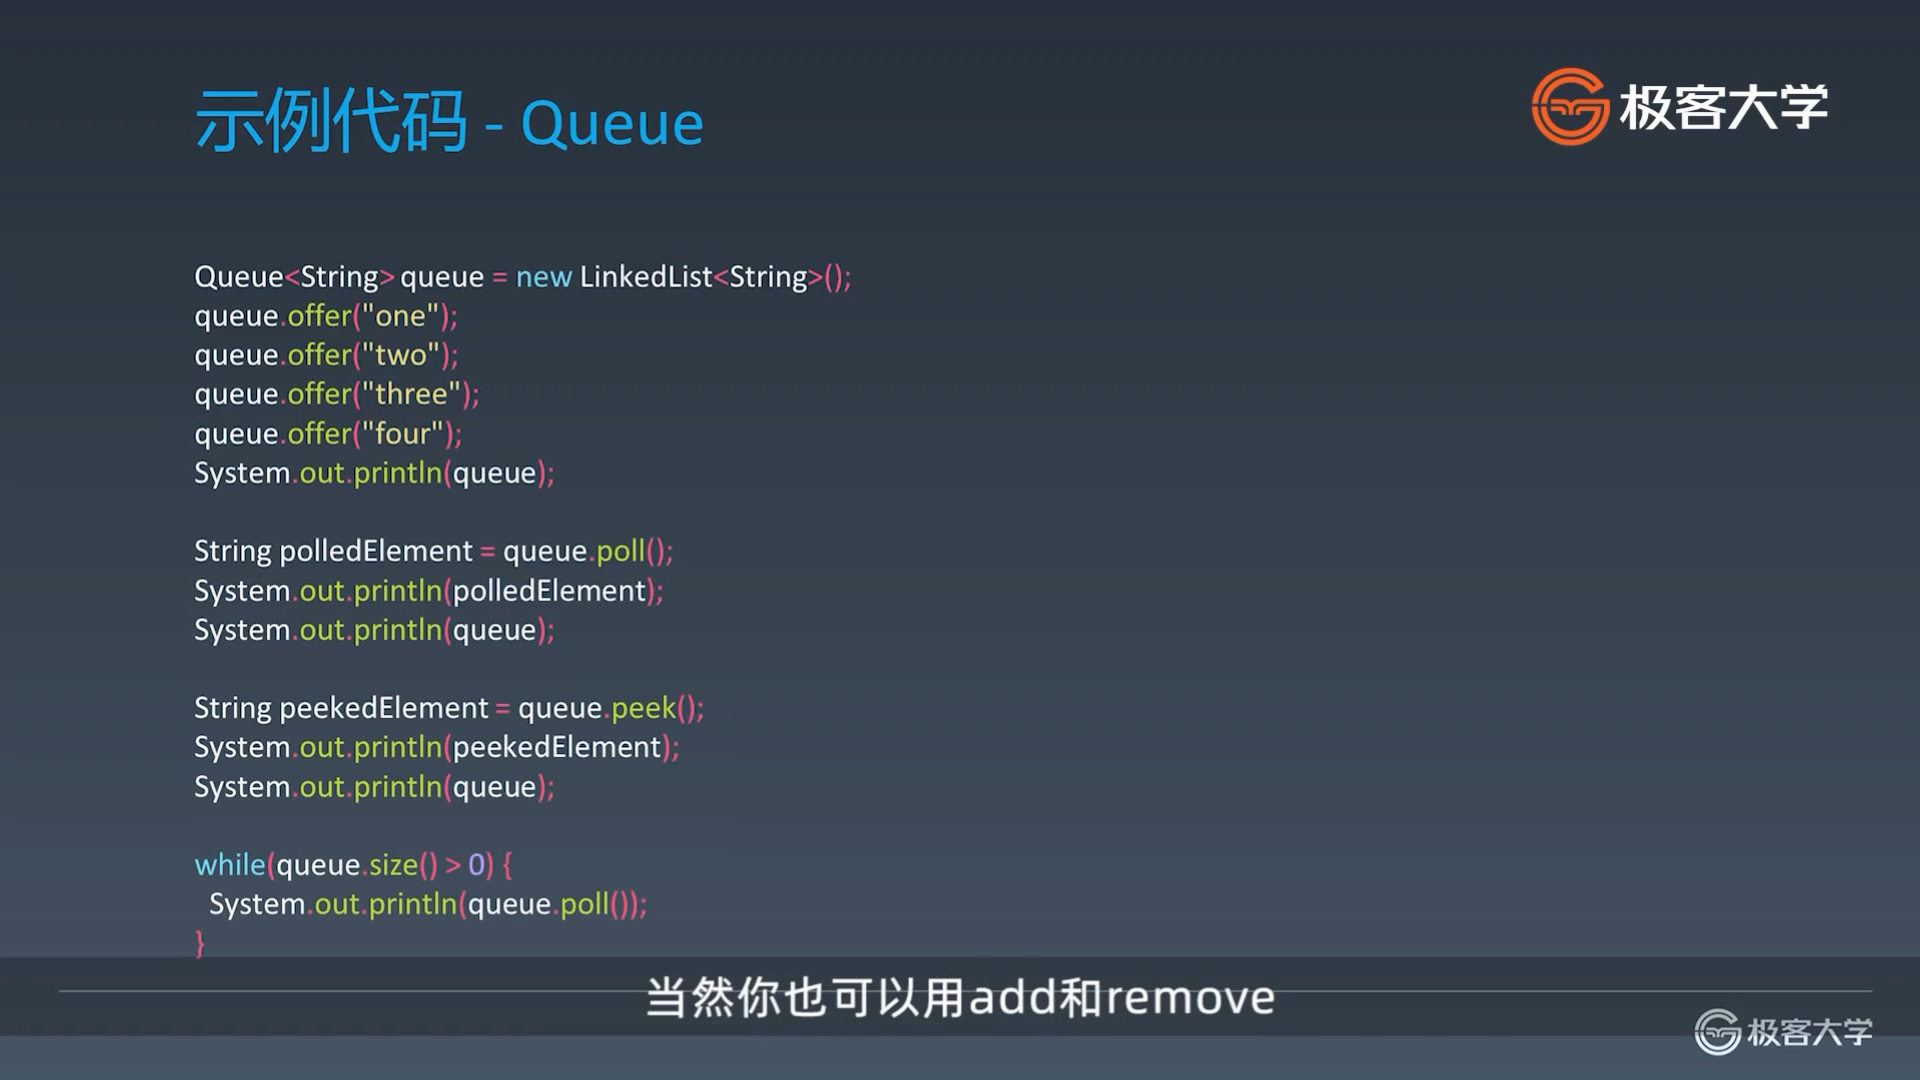 示例代码 - Queue
极客大学
Queue<String> queue = new LinkedList<String>();
queue.offer("one");
queue.offer("two");
queue.offer("three");
queue.offer("four");
System.out.println(queue);
String polledElement = queue.poll();
System.out.println(polledElement);
System.out.println(queue);
String peekedElement = queue.peek();
System.out.println(peekedElement);
System.out.println(queue);
while(queue.size() > 0) {
System.out.println(queue.poll());
}
当然你也可以用add和remove
极客大学